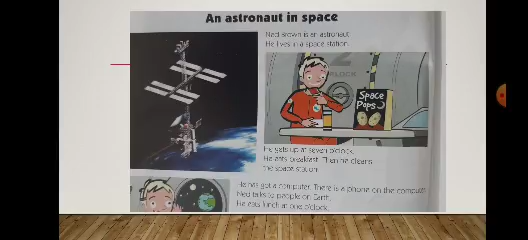 An astronaut in space
Ned Brown is an astronaut.
He lives in a space station.
Space
Pops
He gets up at seven o'clock.
He eats breakfast. Then he cleans
the space station.
He has got a computer. There is a phone on the computer.
Ned talks to people on Earth.
He eats lunch at one o'clock.